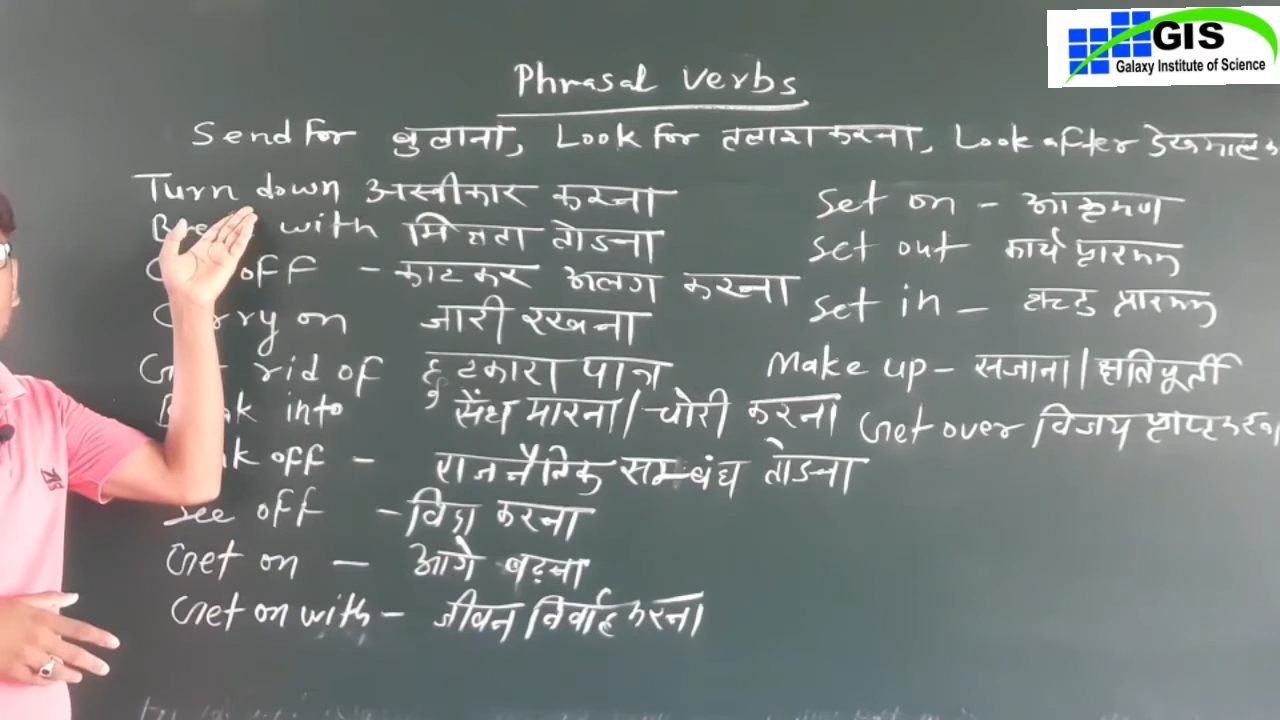 GIS
Galaxy Institute of Science
Phrasal verbs
Send for बुलाना, Look for तलाश करना, Look after देखभाल क
Turn down अस्वीकार करना
with मित्रता तोडना
off - काटकर अलग करना
on जारी रखना
rid of छुटकारा पाना
into सेंध मारना/चोरी करना
off - राजनैतिक सम्बंध तोडना
See off - विदा करना
Get on - आगे बढ़ना
Get on with - जीवन निर्वाह करना
Set on - आक्रमण
Set out कार्य प्रारम्भ
Set in - प्रारम्भ
Make up - सजाना/क्षतिपूर्ती
Get over विजय प्राप्त करना